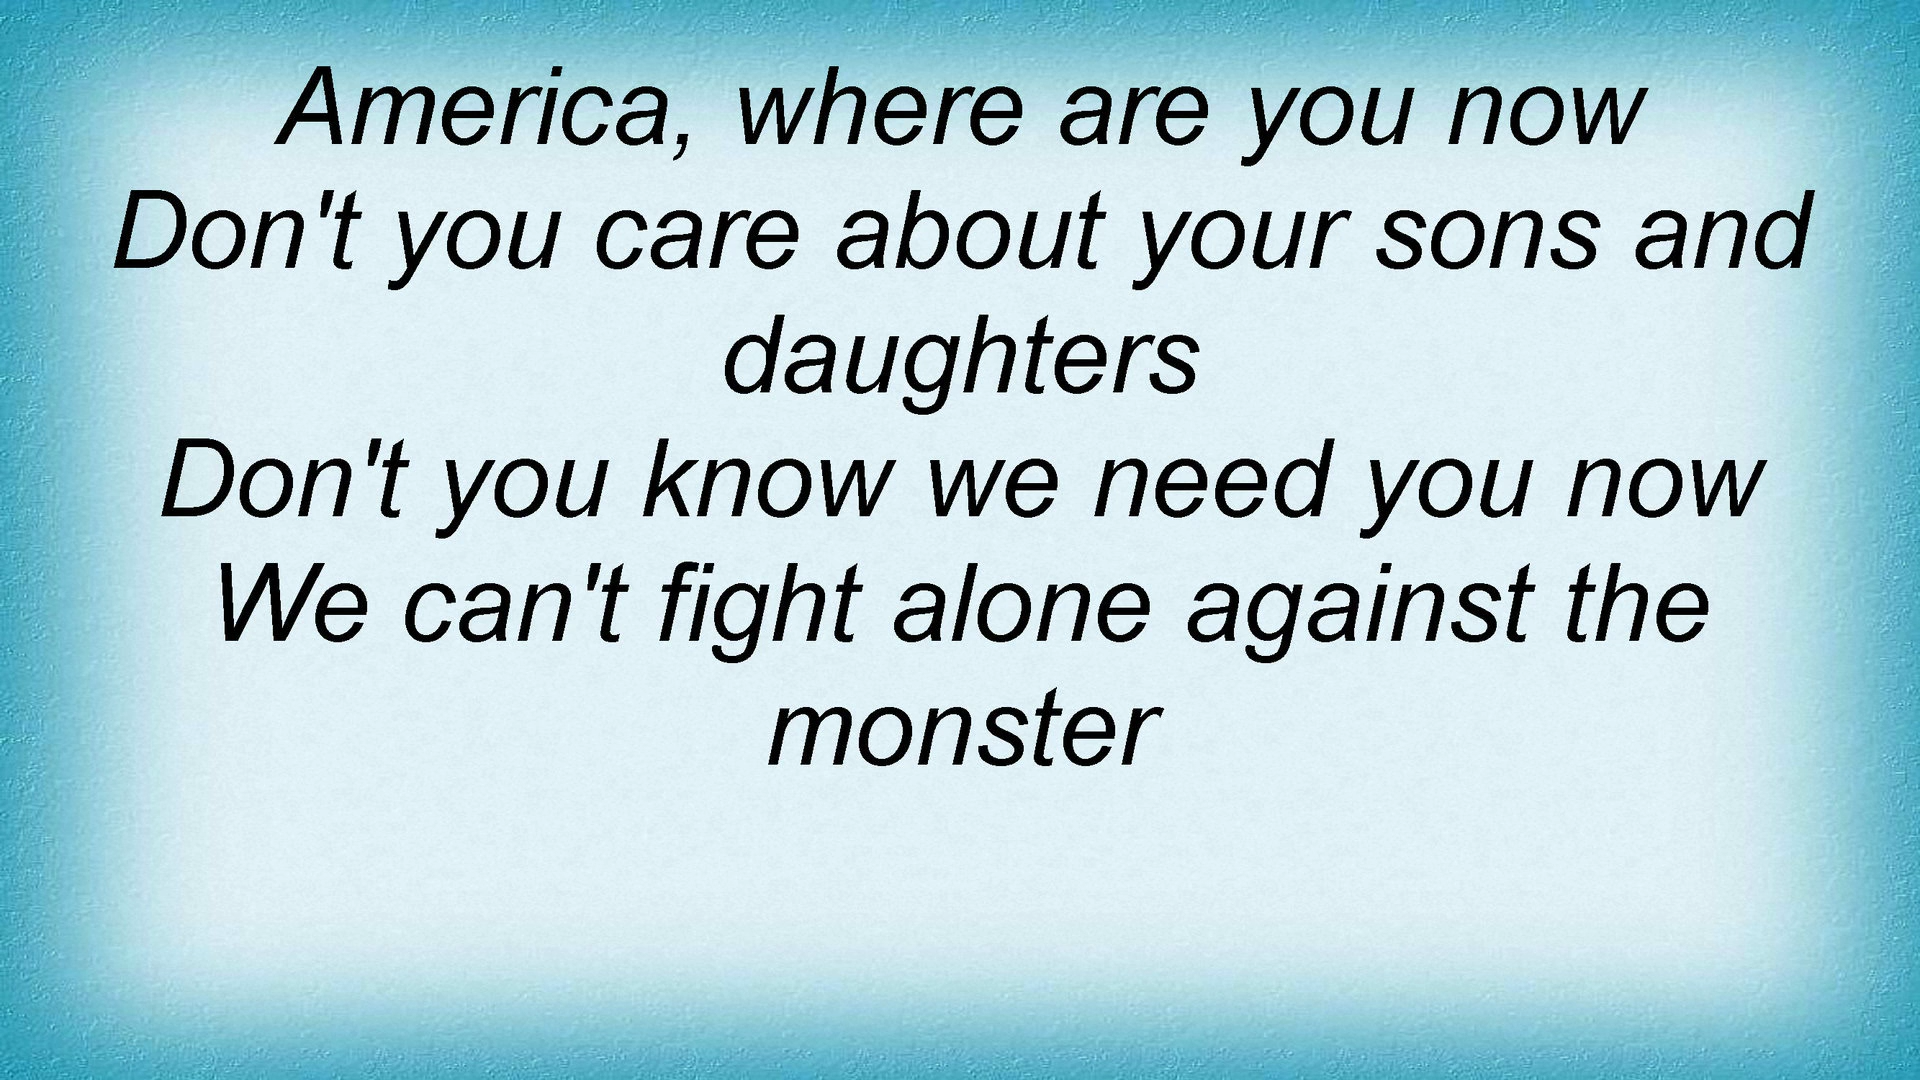 America, where are you now
Don't you care about your sons and
daughters
Don't you know we need you now
We can't fight alone against the
monster